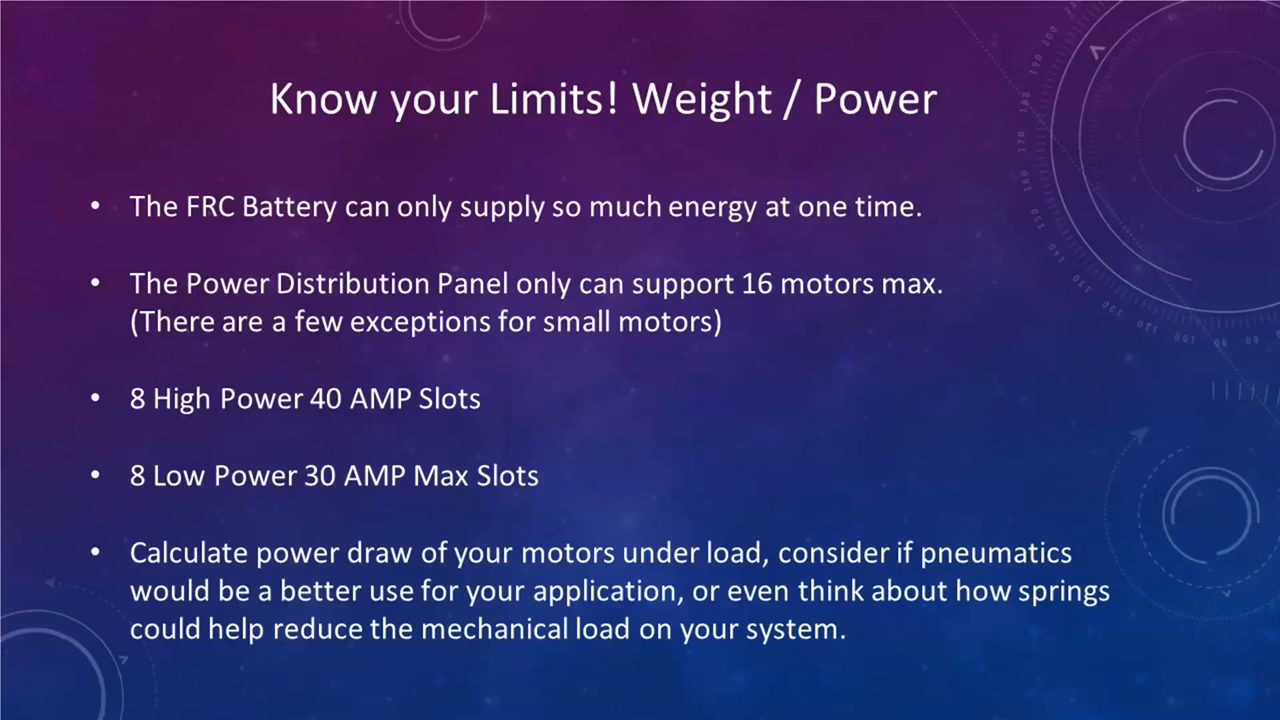 Know your Limits! Weight / Power
• The FRC Battery can only supply so much energy at one time.
• The Power Distribution Panel only can support 16 motors max.
(There are a few exceptions for small motors)
• 8 High Power 40 AMP Slots
• 8 Low Power 30 AMP Max Slots
• Calculate power draw of your motors under load, consider if pneumatics
would be a better use for your application, or even think about how springs
could help reduce the mechanical load on your system.